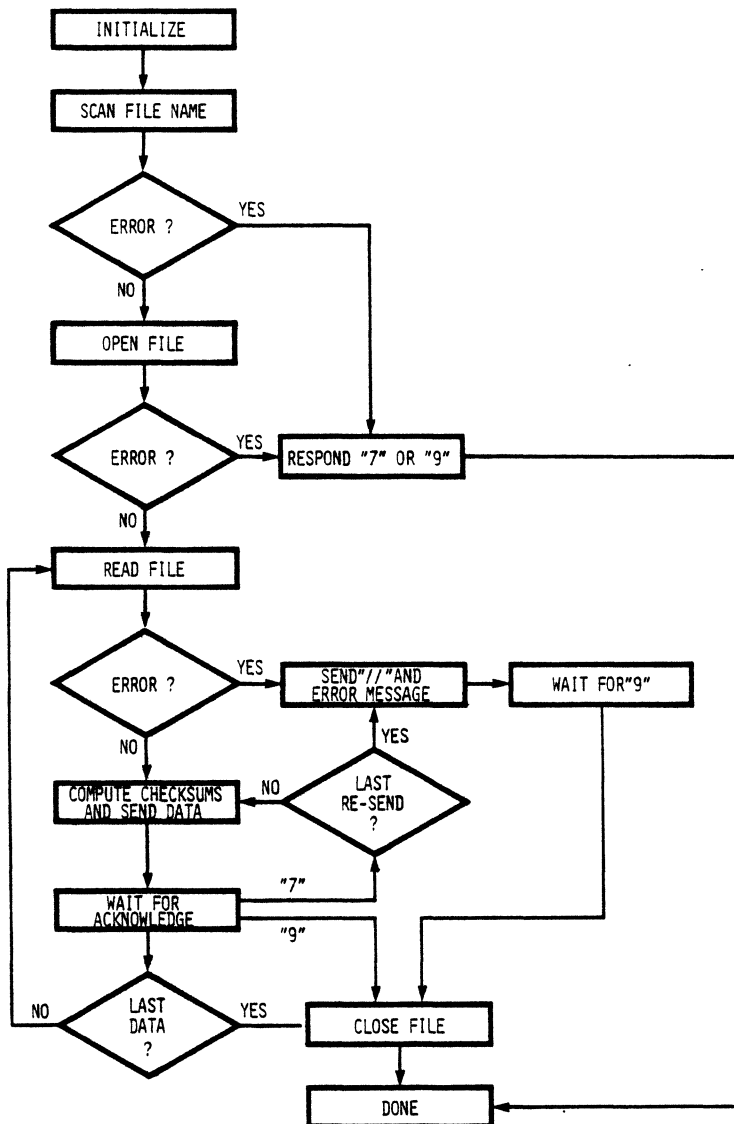 INITIALIZE
SCAN FILE NAME
ERROR ?
YES
NO
OPEN FILE
ERROR ?
YES
RESPOND "7" OR "9"
NO
READ FILE
ERROR ?
YES
SEND"//"AND
ERROR MESSAGE
WAIT FOR"9"
NO
YES
COMPUTE CHECKSUMS
AND SEND DATA
NO
LAST
RE-SEND
?
WAIT FOR
ACKNOWLEDGE
"7"
"9"
NO
LAST
DATA
?
YES
CLOSE FILE
DONE